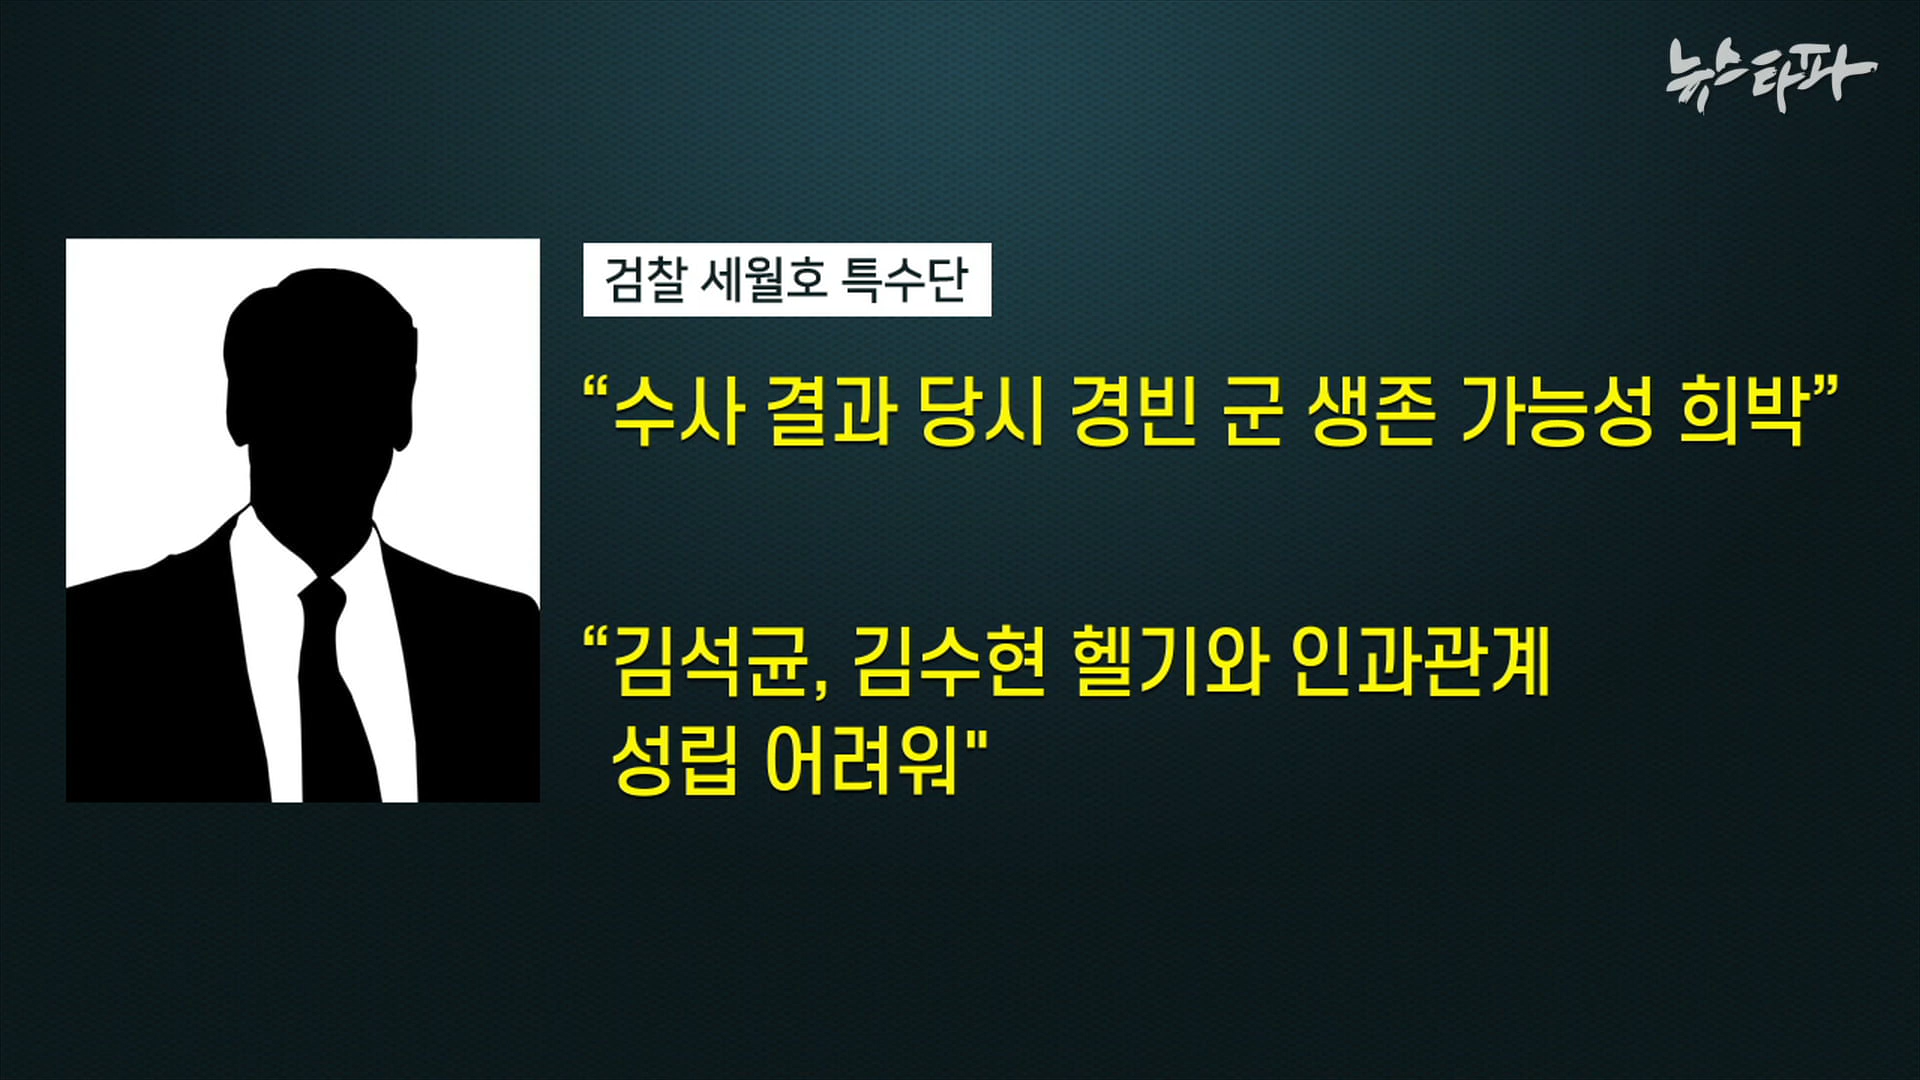 뉴스타파
검찰 세월호 특수단
“수사 결과 당시 경빈 군 생존 가능성 희박”
“김석균, 김수현 헬기와 인과관계
성립 어려워"